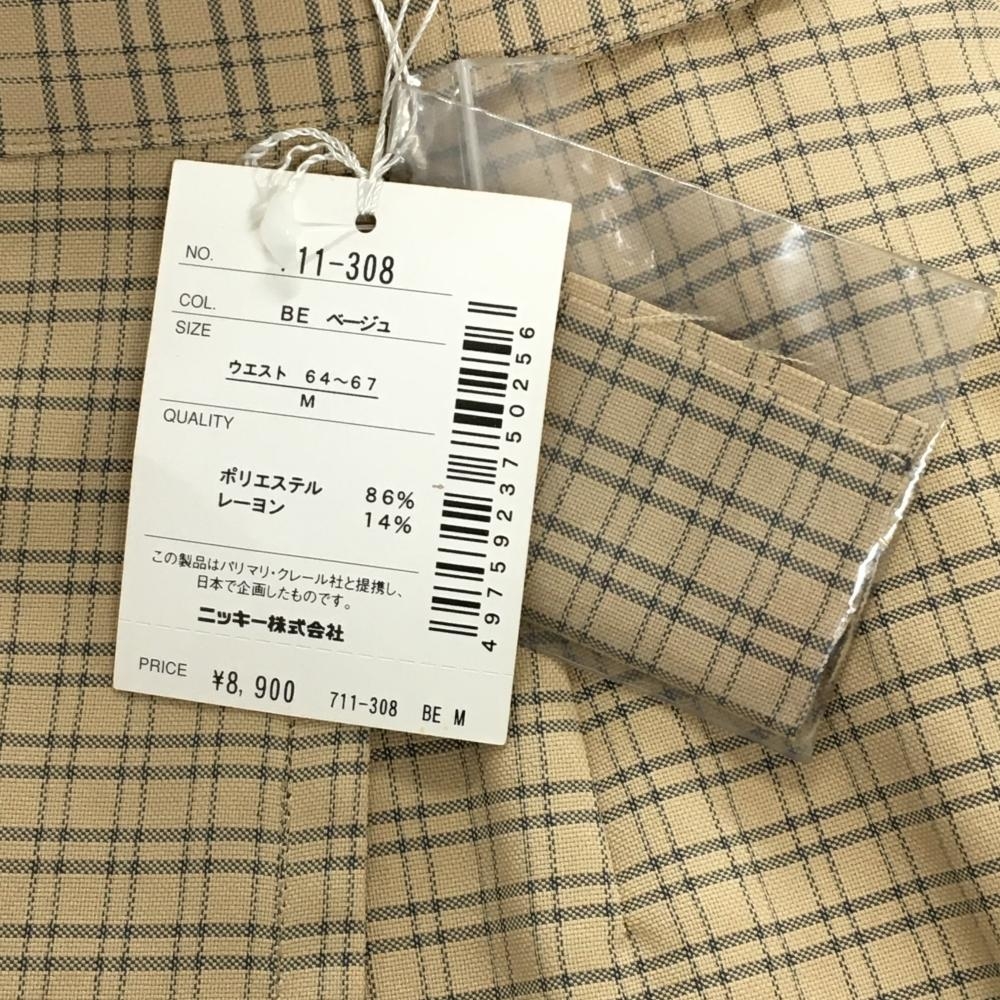 NO. 11-308
COL. BE ベージュ
SIZE
ウエスト 64〜67
M
QUALITY
ポリエステル 86%
レーヨン 14%
この製品はパリマリ・クレール社と提携し、
日本で企画したものです。
ニッキー株式会社
PRICE ¥8,900 711-308 BE M
4975923750256